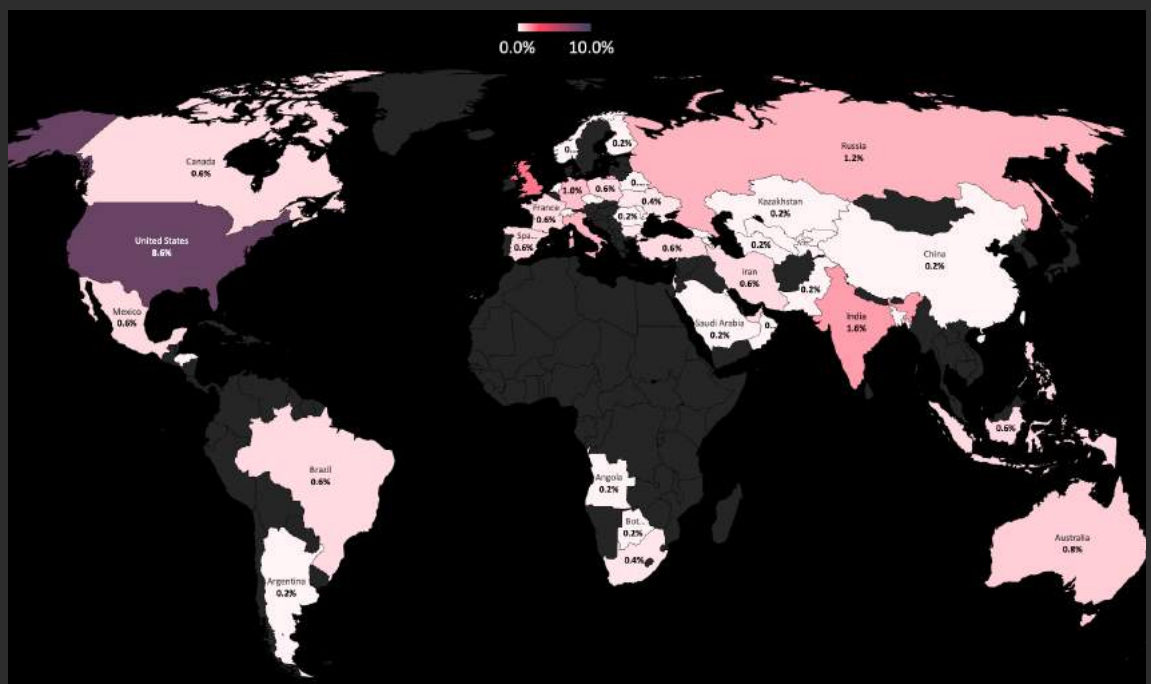 0.0% 10.0%
Canada
0.6%
United States
8.6%
Mexico
0.6%
Brazil
0.6%
Argentina
0.2%
0...
0.2%
1.0%
0.6%
0....
0.4%
France
0.6%
0.2%
Spa...
0.6%
0.6%
Russia
1.2%
Kazakhstan
0.2%
0.2%
China
0.2%
Iran
0.6%
0.2%
Saudi Arabia
0.2%
0...
India
1.6%
0.6%
Angola
0.2%
Bot...
0.2%
0.4%
Australia
0.8%